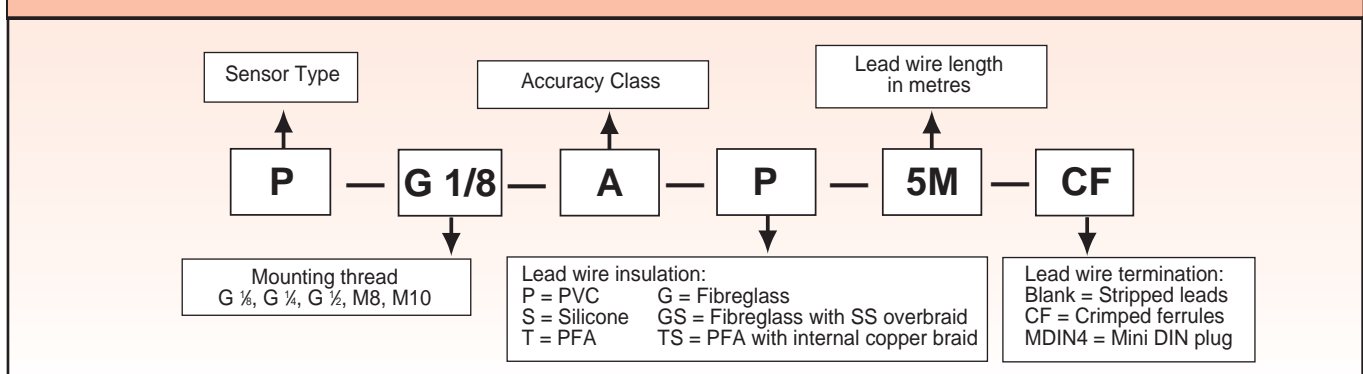 Sensor Type
Accuracy Class
Lead wire length
in metres
P — G 1/8 — A — P — 5M — CF
Mounting thread
G ⅛, G ¼, G ½, M8, M10
Lead wire insulation:
P = PVC G = Fibreglass
S = Silicone GS = Fibreglass with SS overbraid
T = PFA TS = PFA with internal copper braid
Lead wire termination:
Blank = Stripped leads
CF = Crimped ferrules
MDIN4 = Mini DIN plug